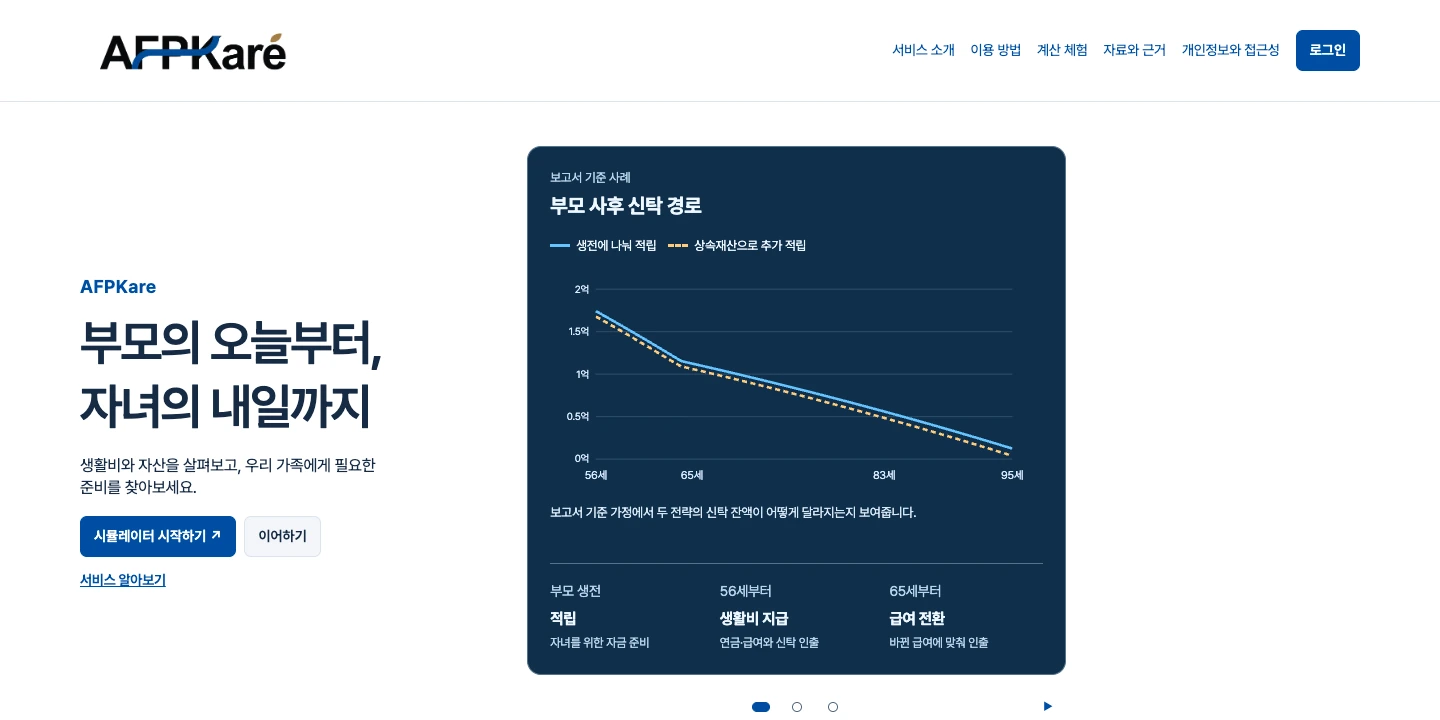 AFPKaré
서비스 소개 이용 방법 계산 체험 자료와 근거 개인정보와 접근성 로그인
AFPKare
부모의 오늘부터,
자녀의 내일까지
생활비와 자산을 살펴보고, 우리 가족에게 필요한
준비를 찾아보세요.
시뮬레이터 시작하기 ↗ 이어하기
서비스 알아보기
보고서 기준 사례
부모 사후 신탁 경로
생전에 나눠 적립 상속재산으로 추가 적립
2억
1.5억
1억
0.5억
0억
56세 65세 83세 95세
보고서 기준 가정에서 두 전략의 신탁 잔액이 어떻게 달라지는지 보여줍니다.
부모 생전 56세부터 65세부터
적립 생활비 지급 급여 전환
자녀를 위한 자금 준비 연금·급여와 신탁 인출 바뀐 급여에 맞춰 인출